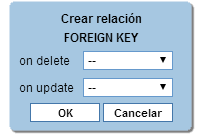 Crear relación
FOREIGN KEY
on delete --
on update --
OK Cancelar